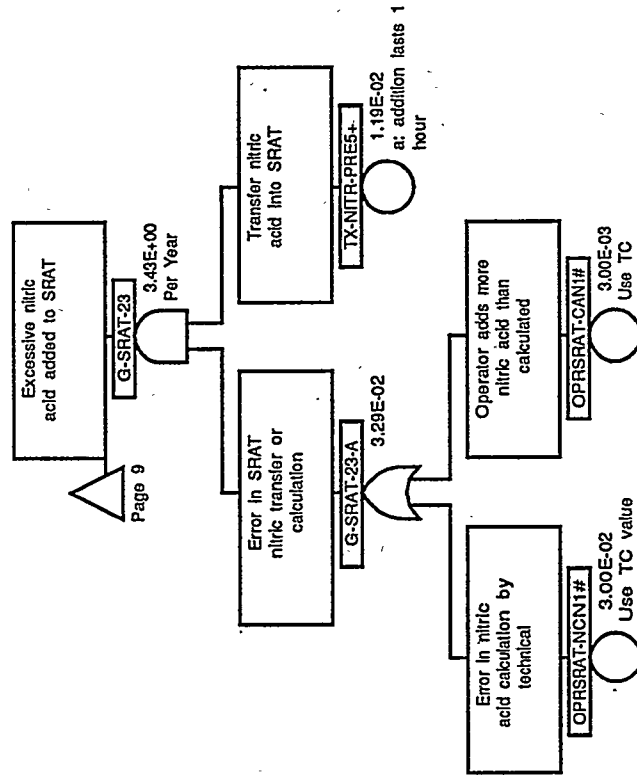 Excessive nitric
acid added to SRAT
G-SRAT-23
3.43E+00
Per Year
Page 9
Error in SRAT
nitric transfer or
calculation
G-SRAT-23-A
3.29E-02
Transfer nitric
acid into SRAT
TX-NITR-PRE5+
1.19E-02
a: addition lasts 1
hour
Error in nitric
acid calculation by
technical
OPRSRAT-NCN1#
3.00E-02
Use TC value
Operator adds more
nitric acid than
calculated
OPRSRAT-CAN1#
3.00E-03
Use TC